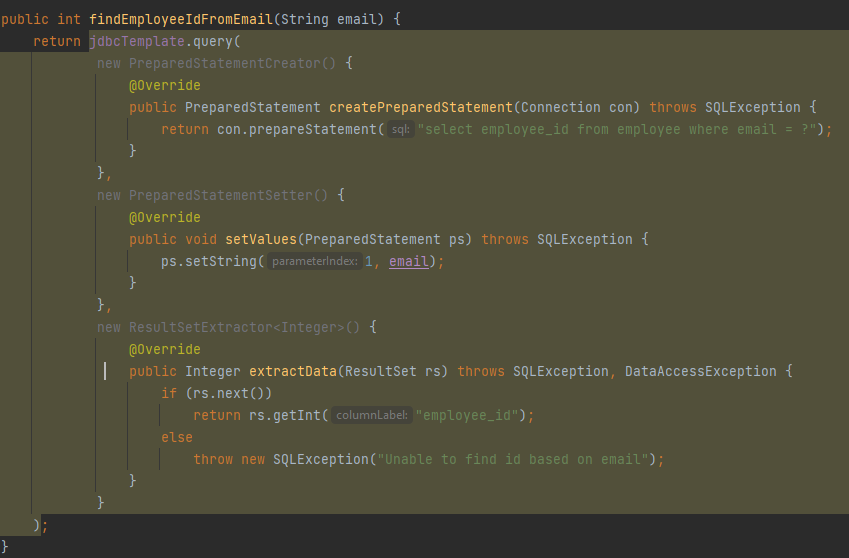 public int findEmployeeIdFromEmail(String email) {
    return jdbcTemplate.query(
            new PreparedStatementCreator() {
                @Override
                public PreparedStatement createPreparedStatement(Connection con) throws SQLException {
                    return con.prepareStatement( sql: "select employee_id from employee where email = ?");
                }
            },
            new PreparedStatementSetter() {
                @Override
                public void setValues(PreparedStatement ps) throws SQLException {
                    ps.setString( parameterIndex: 1, email);
                }
            },
            new ResultSetExtractor<Integer>() {
                @Override
                public Integer extractData(ResultSet rs) throws SQLException, DataAccessException {
                    if (rs.next())
                        return rs.getInt( columnLabel: "employee_id");
                    else
                        throw new SQLException("Unable to find id based on email");
                }
            }
    );
}